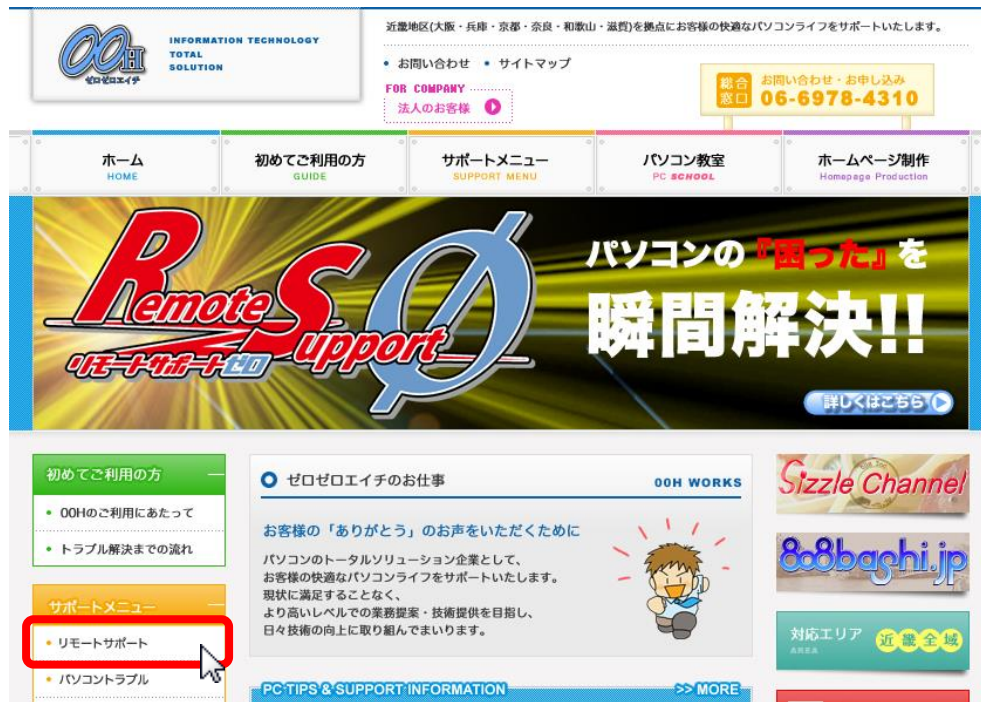 近畿地区(大阪・兵庫・京都・奈良・和歌山・滋賀)を拠点にお客様の快適なパソコンライフをサポートいたします。
00H
ゼロゼロエイチ
INFORMATION TECHNOLOGY
TOTAL
SOLUTION
・お問い合わせ ・サイトマップ
FOR COMPANY
法人のお客様
総合窓口
お問い合わせ・お申し込み
06-6978-4310
ホーム
HOME
初めてご利用の方
GUIDE
サポートメニュー
SUPPORT MENU
パソコン教室
PC SCHOOL
ホームページ制作
Homepage Production
Remote Support 0
リモートサポートゼロ
パソコンの『困った』を
瞬間解決!!
詳しくはこちら
初めてご利用の方
・00Hのご利用にあたって
・トラブル解決までの流れ
サポートメニュー
・リモートサポート
・パソコントラブル
ゼロゼロエイチのお仕事
00H WORKS
お客様の「ありがとう」のお声をいただくために
パソコンのトータルソリューション企業として、
お客様の快適なパソコンライフをサポートいたします。
現状に満足することなく、
より高いレベルでの業務提案・技術提供を目指し、
日々技術の向上に取り組んでまいります。
PC TIPS & SUPPORT INFORMATION
>> MORE
Sizzle Channel
808bashi.jp
対応エリア
AREA
近畿全域